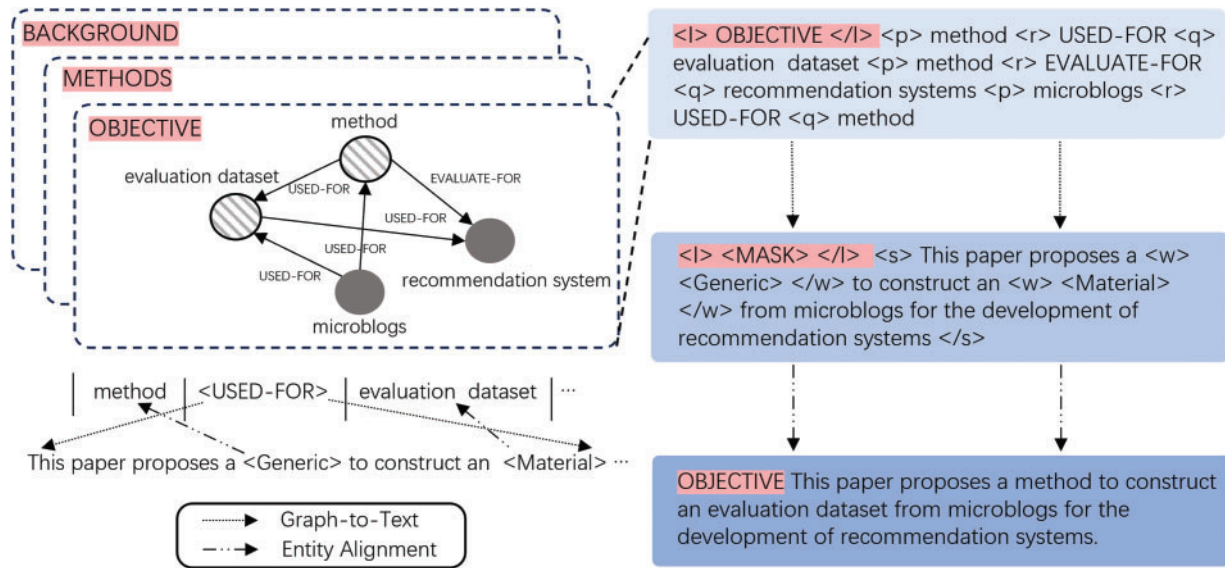 BACKGROUND
METHODS
OBJECTIVE
method
evaluation dataset
USED-FOR
EVALUATE-FOR
USED-FOR
USED-FOR
USED-FOR
recommendation system
microblogs
method <USED-FOR> evaluation dataset ···
This paper proposes a <Generic> to construct an <Material> ···
Graph-to-Text
Entity Alignment
<l> OBJECTIVE </l> <p> method <r> USED-FOR <q>
evaluation dataset <p> method <r> EVALUATE-FOR
<q> recommendation systems <p> microblogs <r>
USED-FOR <q> method
<l> <MASK> </l> <s> This paper proposes a <w>
<Generic> </w> to construct an <w> <Material>
</w> from microblogs for the development of
recommendation systems </s>
OBJECTIVE This paper proposes a method to construct
an evaluation dataset from microblogs for the
development of recommendation systems.